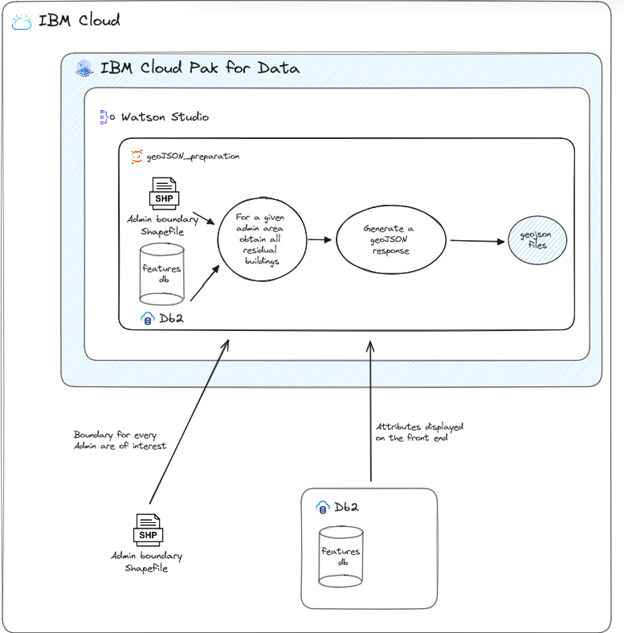 IBM Cloud
IBM Cloud Pak for Data
Watson Studio
geoJSON_preparation
SHP
Admin boundary
Shapefile
features
db
Db2
For a given
admin area
obtain all
residual
buildings
Generate a
geoJSON
response
geojson
files
Boundary for every
Admin are of interest
Attributes displayed
on the front end
SHP
Admin boundary
Shapefile
Db2
features
db